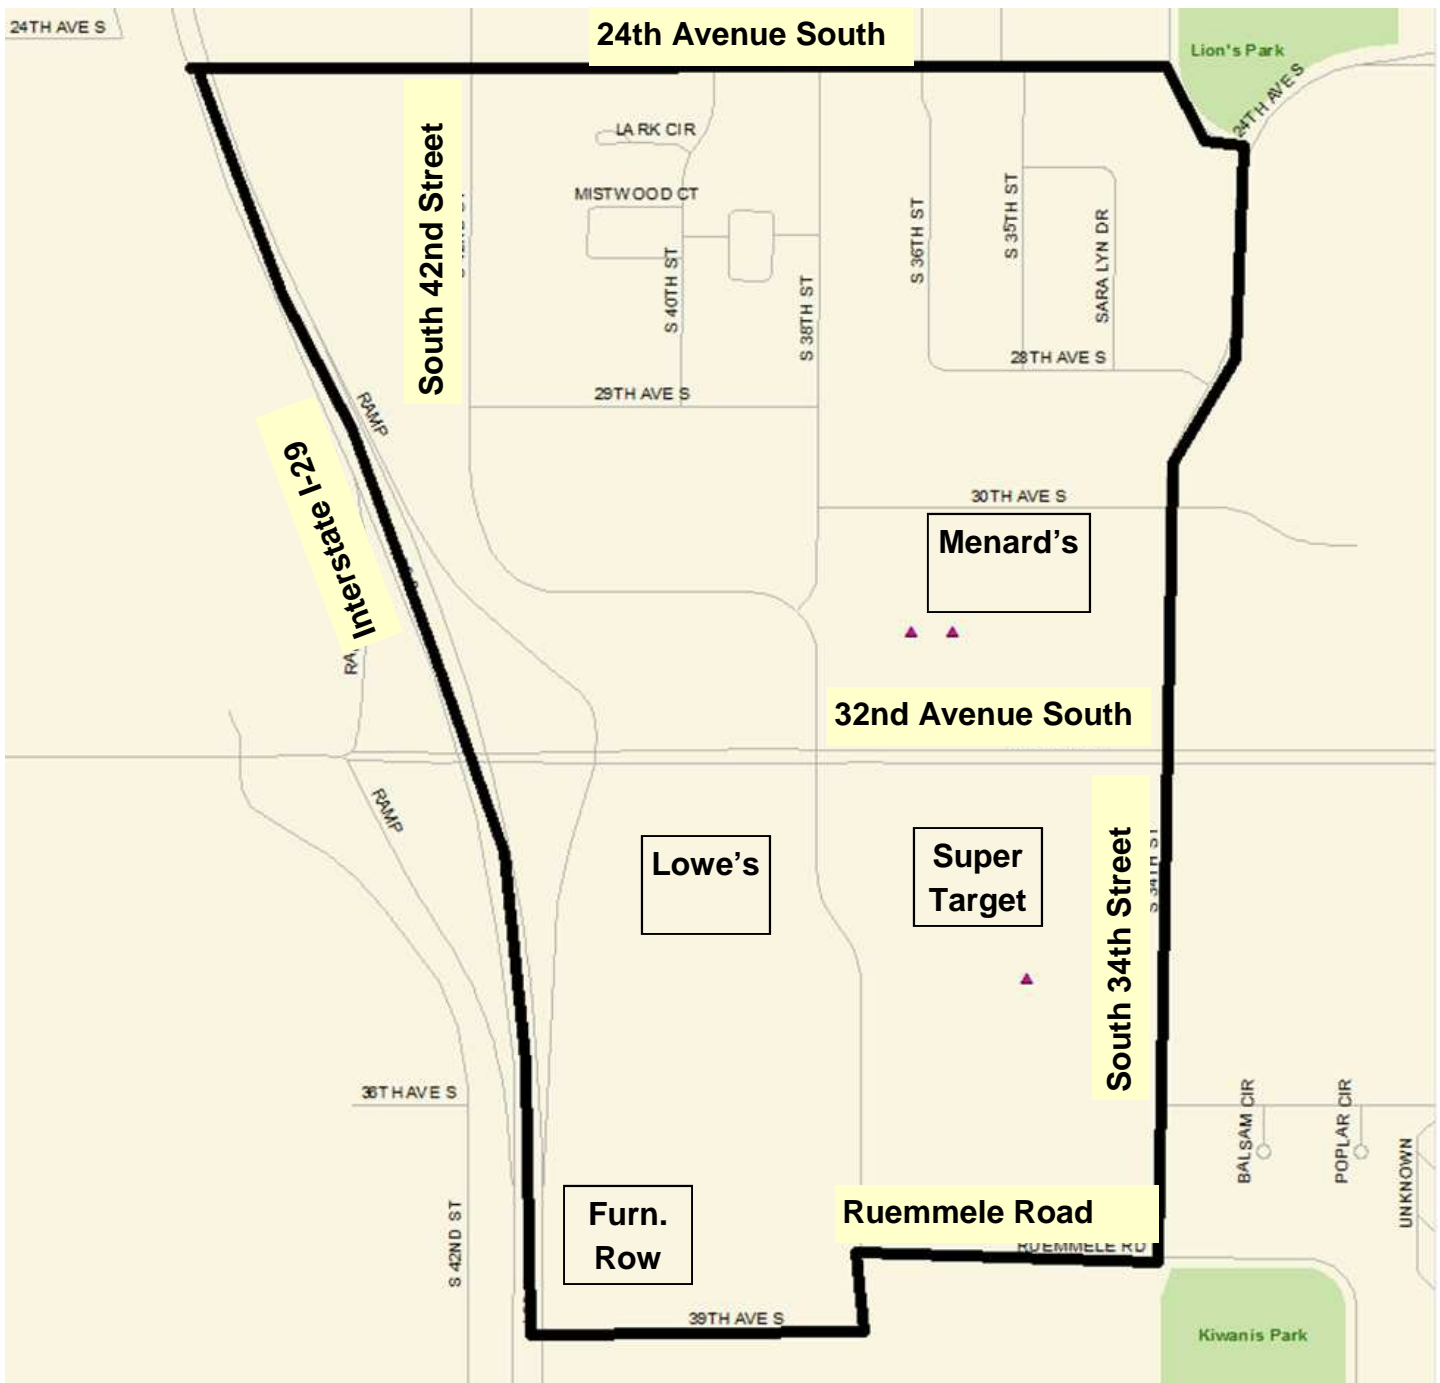 24TH AVE S
24th Avenue South
Lion's Park
24TH AVE S
LARK CIR
South 42nd Street
MISTWOOD CT
S 36TH ST
S 35TH ST
SARA LYN DR
S 40TH ST
S 38TH ST
28TH AVE S
29TH AVE S
RAMP
Interstate I-29
30TH AVE S
Menard's
32nd Avenue South
RAMP
Lowe's
Super
Target
South 34th Street
S 34TH ST
36TH AVE S
BALSAM CIR
POPLAR CIR
UNKNOWN
S 42ND ST
Furn.
Row
Ruemmele Road
RUEMMELE RD
39TH AVE S
Kiwanis Park